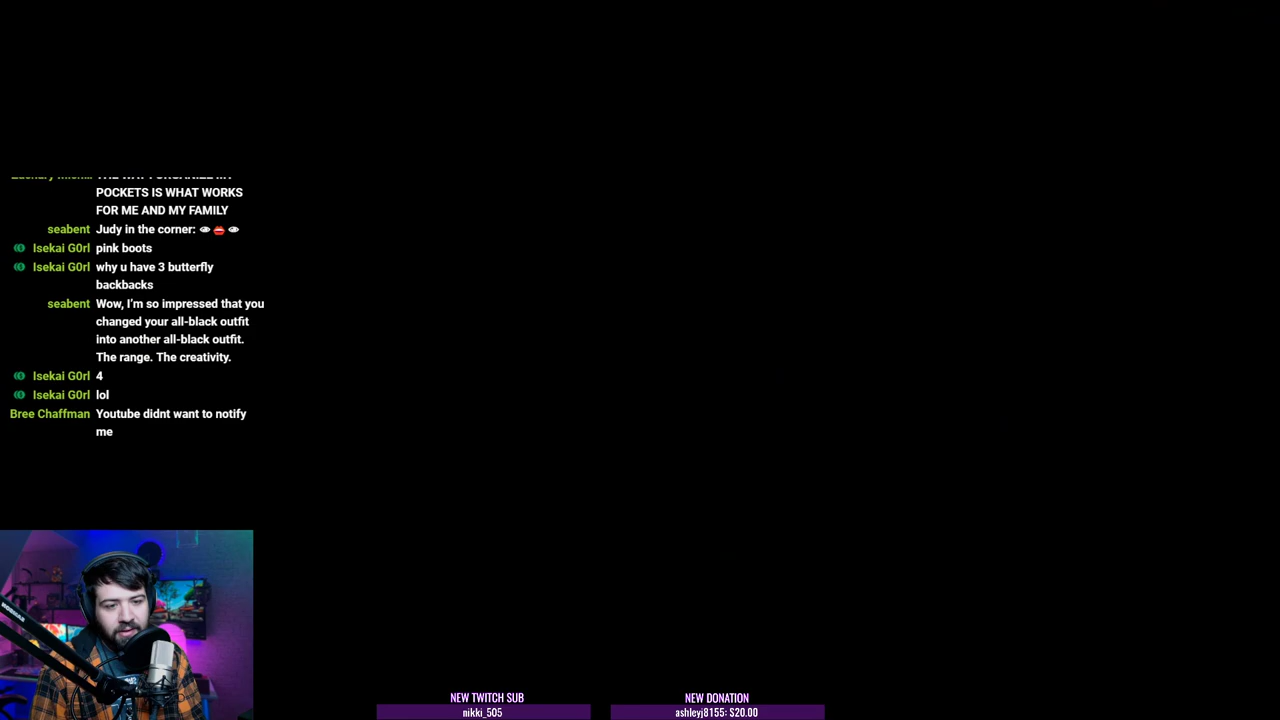 POCKETS IS WHAT WORKS
FOR ME AND MY FAMILY
seabent Judy in the corner: 👁👄👁
Isekai G0rl pink boots
Isekai G0rl why u have 3 butterfly
backbacks
seabent Wow, I'm so impressed that you
changed your all-black outfit
into another all-black outfit.
The range. The creativity.
Isekai G0rl 4
Isekai G0rl lol
Bree Chaffman Youtube didnt want to notify
me
NEW TWITCH SUB
nikki_505
NEW DONATION
ashleyj8155: $20.00